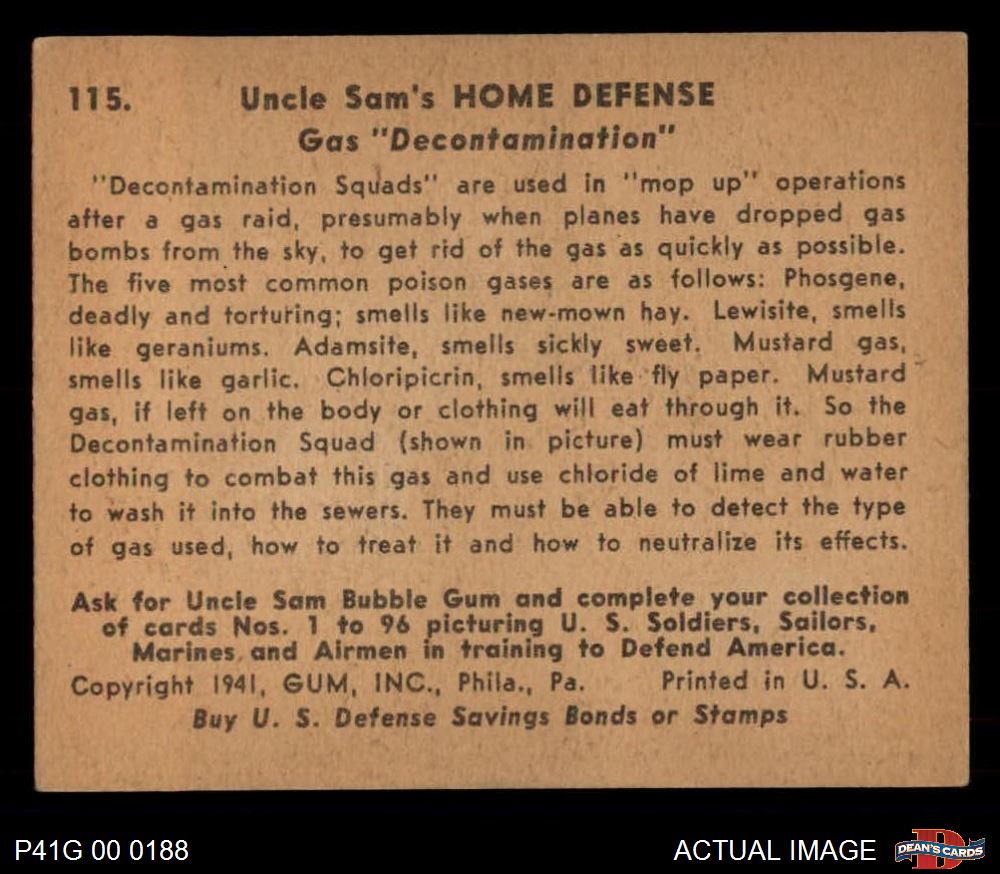 115. Uncle Sam's HOME DEFENSE
Gas "Decontamination"
"Decontamination Squads" are used in "mop up" operations
after a gas raid, presumably when planes have dropped gas
bombs from the sky, to get rid of the gas as quickly as possible.
The five most common poison gases are as follows: Phosgene,
deadly and torturing; smells like new-mown hay. Lewisite, smells
like geraniums. Adamsite, smells sickly sweet. Mustard gas,
smells like garlic. Chloripicrin, smells like fly paper. Mustard
gas, if left on the body or clothing will eat through it. So the
Decontamination Squad (shown in picture) must wear rubber
clothing to combat this gas and use chloride of lime and water
to wash it into the sewers. They must be able to detect the type
of gas used, how to treat it and how to neutralize its effects.
Ask for Uncle Sam Bubble Gum and complete your collection
of cards Nos. 1 to 96 picturing U. S. Soldiers, Sailors,
Marines and Airmen in training to Defend America.
Copyright 1941, GUM, INC., Phila., Pa. Printed in U. S. A.
Buy U. S. Defense Savings Bonds or Stamps
P41G 00 0188 ACTUAL IMAGE DEAN'S CARDS